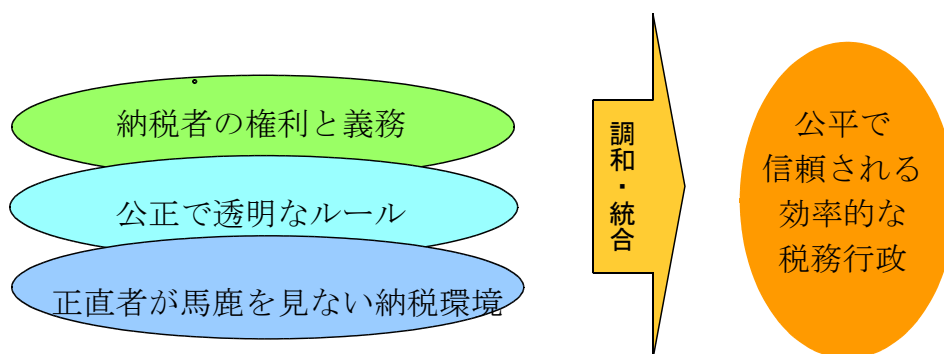 納税者の権利と義務
公正で透明なルール
正直者が馬鹿を見ない納税環境
調和・統合
公平で
信頼される
効率的な
税務行政